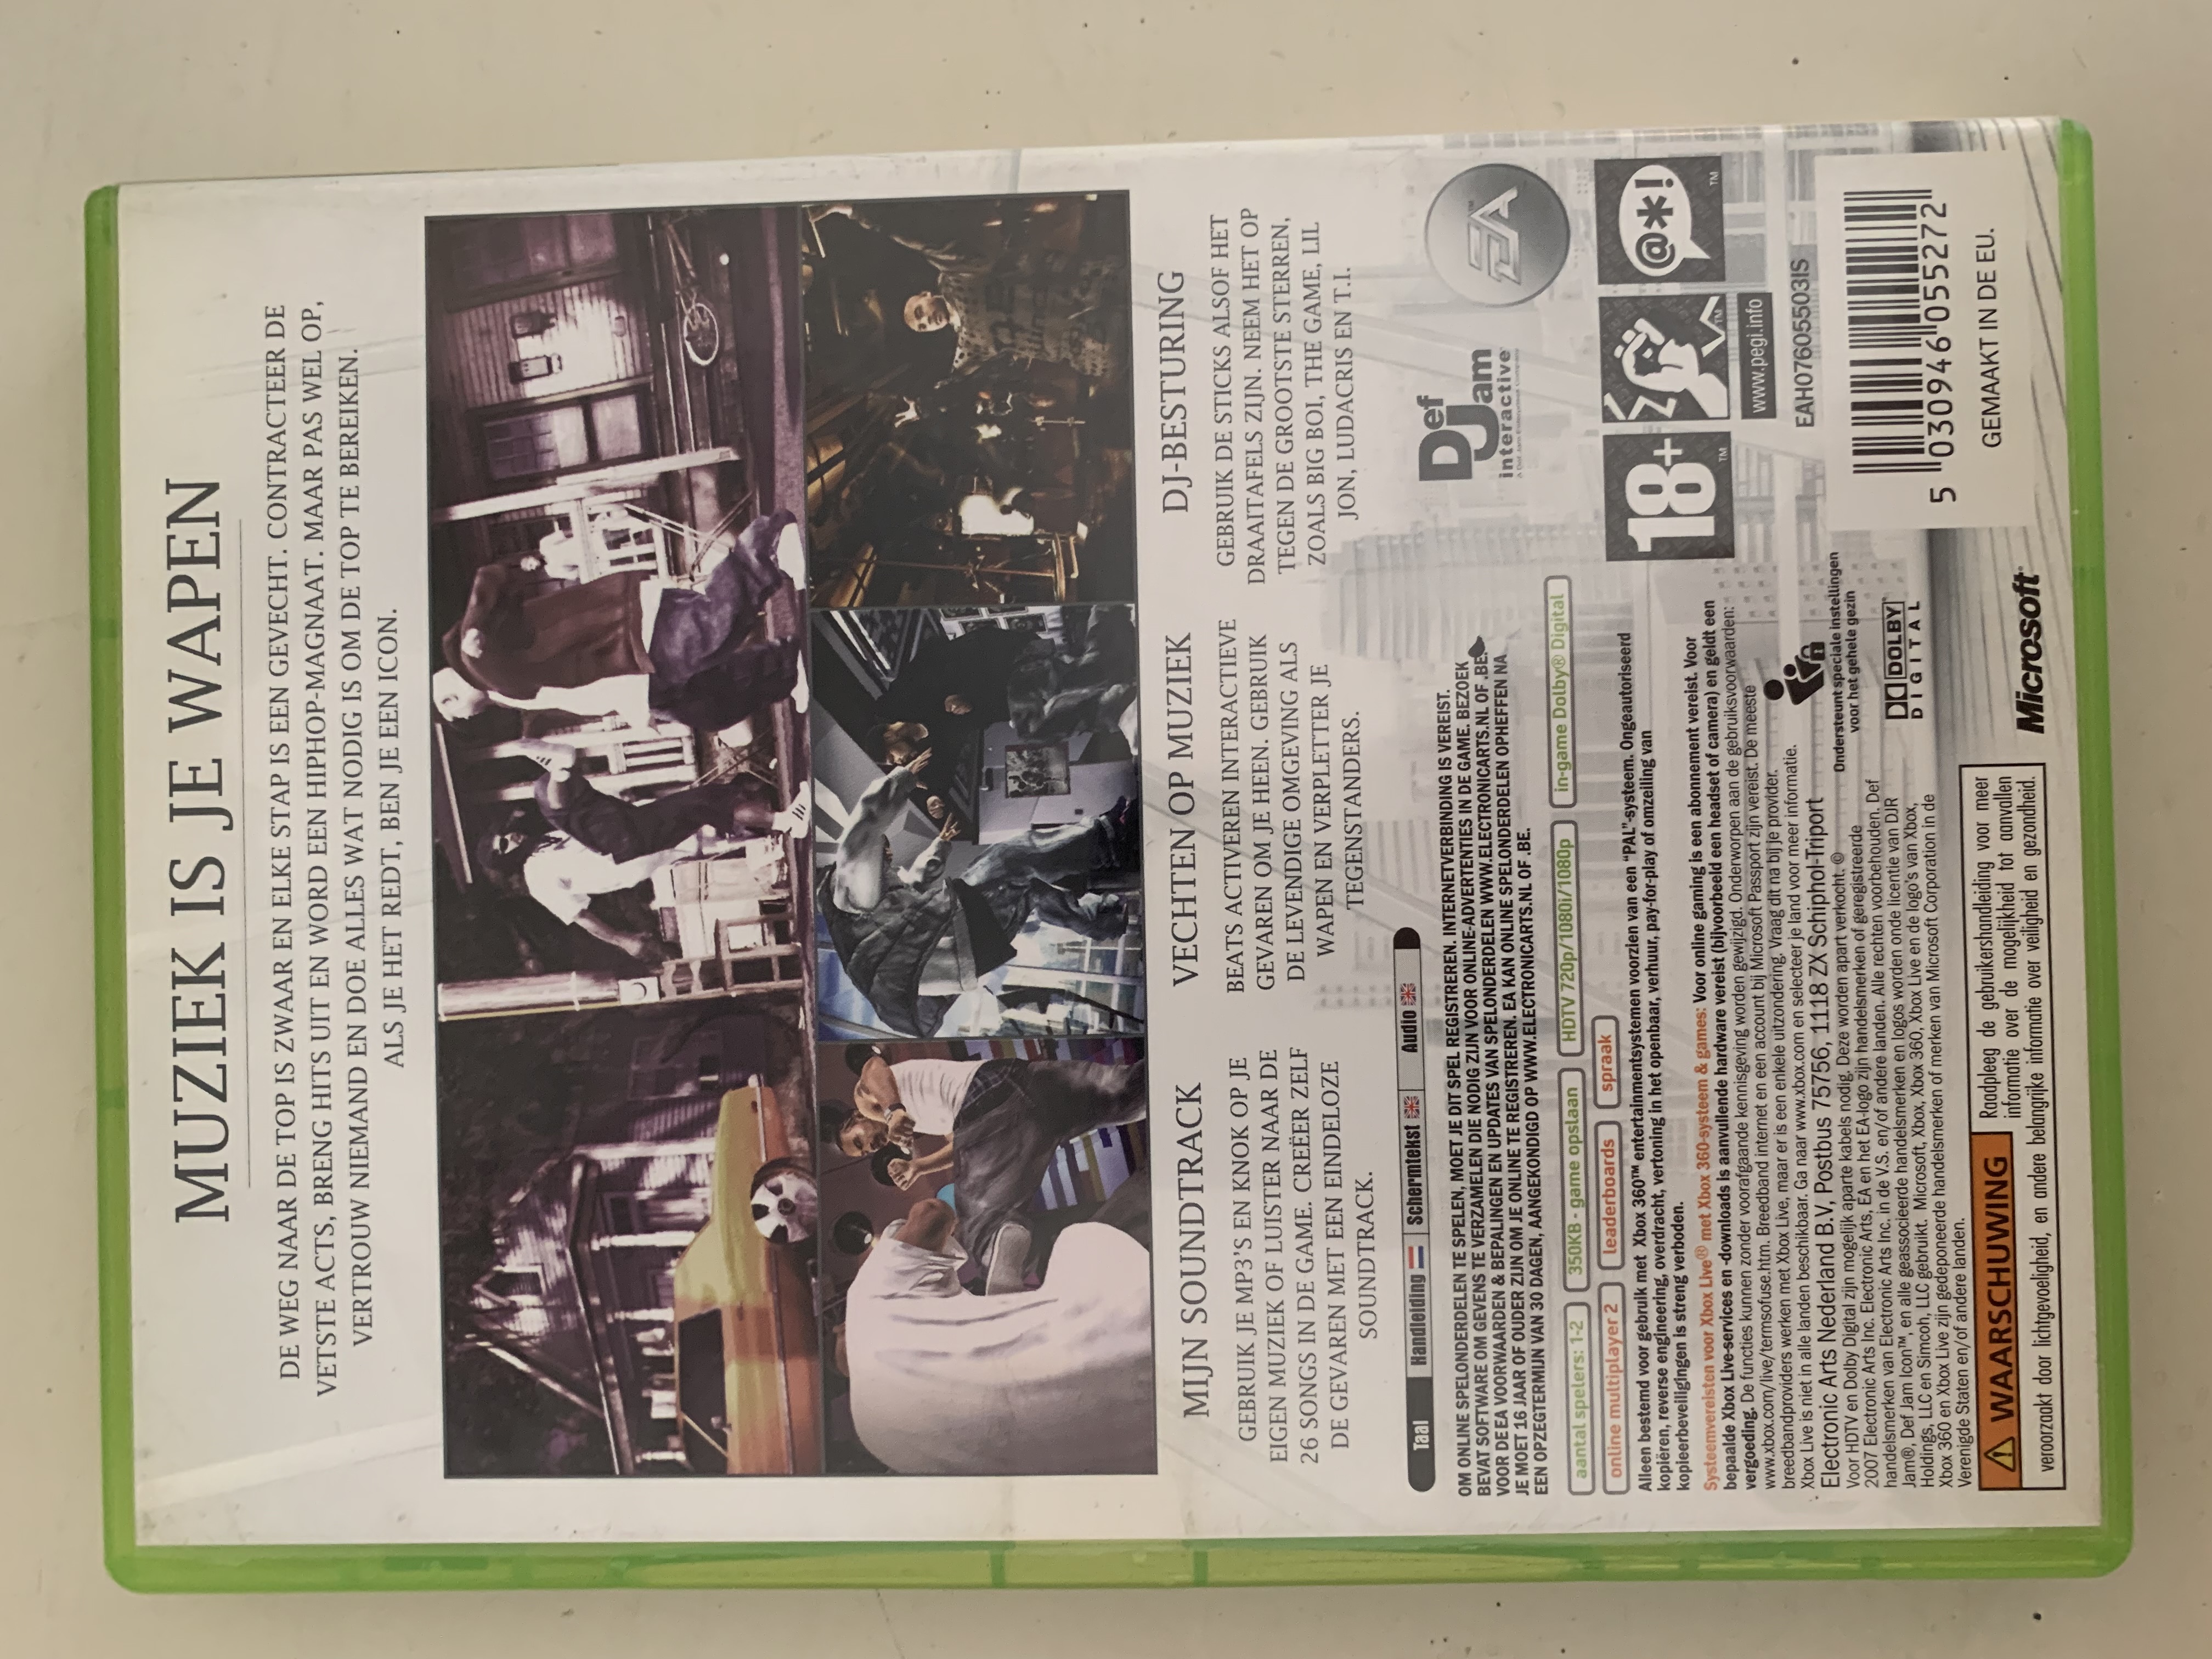 MUZIEK IS JE WAPEN
DE WEG NAAR DE TOP IS ZWAAR EN ELKE STAP IS EEN GEVECHT. CONTRACTEER DE
VETSTE ACTS, BRENG HITS UIT EN WORD EEN HIPHOP-MAGNAAT. MAAR PAS WEL OP,
VERTROUW NIEMAND EN DOE ALLES WAT NODIG IS OM DE TOP TE BEREIKEN.
ALS JE HET REDT, BEN JE EEN ICON.
MIJN SOUNDTRACK
GEBRUIK JE MP3'S EN KNOK OP JE
EIGEN MUZIEK OF LUISTER NAAR DE
26 SONGS IN DE GAME. CREËER ZELF
DE GEVAREN MET EEN EINDELOZE
SOUNDTRACK.
VECHTEN OP MUZIEK
BEATS ACTIVEREN INTERACTIEVE
GEVAREN OM JE HEEN. GEBRUIK
DE LEVENDIGE OMGEVING ALS
WAPEN EN VERPLETTER JE
TEGENSTANDERS.
DJ-BESTURING
GEBRUIK DE STICKS ALSOF HET
DRAAITAFELS ZIJN. NEEM HET OP
TEGEN DE GROOTSTE STERREN,
ZOALS BIG BOI, THE GAME, LIL
JON, LUDACRIS EN T.I.
Taal Handleiding Schermtekst Audio
OM ONLINE SPELONDERDELEN TE SPELEN, MOET JE DIT SPEL REGISTREREN. INTERNETVERBINDING IS VEREIST.
BEVAT SOFTWARE OM GEVENS TE VERZAMELEN DIE NODIG ZIJN VOOR ONLINE-ADVERTENTIES IN DE GAME. BEZOEK
VOOR DE EA VOORWAARDEN & BEPALINGEN EN UPDATES VAN SPELONDERDELEN WWW.ELECTRONICARTS.NL OF .BE.
JE MOET 16 JAAR OF OUDER ZIJN OM JE ONLINE TE REGISTREREN. EA KAN ONLINE SPELONDERDELEN OPHEFFEN NA
EEN OPZEGTERMIJN VAN 30 DAGEN, AANGEKONDIGD OP WWW.ELECTRONICARTS.NL OF .BE.
Def
Jam
interactive
EA
aantal spelers: 1-2 350KB - game opslaan HDTV 720p/1080i/1080p in-game Dolby® Digital
online multiplayer 2 leaderboards spraak
Alleen bestemd voor gebruik met Xbox 360™ entertainmentsystemen voorzien van een "PAL"-systeem. Ongeautoriseerd
kopiëren, reverse engineering, overdracht, vertoning in het openbaar, verhuur, pay-for-play of omzeiling van
kopieerbeveiligingen is streng verboden.
Systeemvereisten voor Xbox Live® met Xbox 360-systeem & games: Voor online gaming is een abonnement vereist. Voor
bepaalde Xbox Live-services en -downloads is aanvullende hardware vereist (bijvoorbeeld een headset of camera) en geldt een
vergoeding. De functies kunnen zonder voorafgaande kennisgeving worden gewijzigd. Onderworpen aan de gebruiksvoorwaarden:
www.xbox.com/live/termsofuse.htm. Breedband internet en een account bij Microsoft Passport zijn vereist. De meeste
breedbandproviders werken met Xbox Live, maar er is een enkele uitzondering. Vraag dit na bij je provider.
Xbox Live is niet in alle landen beschikbaar. Ga naar www.xbox.com en selecteer je land voor meer informatie.
Electronic Arts Nederland B.V, Postbus 75756, 1118 ZX Schiphol-Triport
Voor HDTV en Dolby Digital zijn mogelijk aparte kabels nodig. Deze worden apart verkocht. ©
2007 Electronic Arts Inc. Electronic Arts, EA en het EA-logo zijn handelsmerken of geregistreerde
handelsmerken van Electronic Arts Inc. in de V.S. en/of andere landen. Alle rechten voorbehouden. Def
Jam®, Def Jam Icon™, en alle geassocieerde handelsmerken en logos worden onde licentie van DJR
Holdings, LLC en Simcoh, LLC gebruikt. Microsoft, Xbox, Xbox 360, Xbox Live en de logo's van Xbox,
Xbox 360 en Xbox Live zijn gedeponeerde handelsmerken of merken van Microsoft Corporation in de
Verenigde Staten en/of andere landen.
18+
TM
TM
@*!
TM
www.pegi.info
EAH07605503IS
Ondersteunt speciale instellingen
voor het gehele gezin
DOLBY
DIGITAL
5 030946 055272
GEMAAKT IN DE EU.
WAARSCHUWING
Raadpleeg de gebruikershandleiding voor meer
informatie over de mogelijkheid tot aanvallen
veroorzaakt door lichtgevoeligheid, en andere belangrijke informatie over veiligheid en gezondheid.
Microsoft